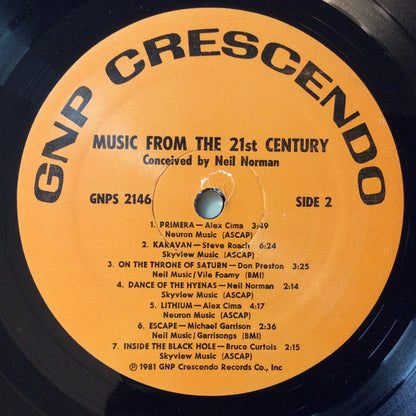 GNP CRESCENDO
MUSIC FROM THE 21st CENTURY
Conceived by Neil Norman
GNPS 2146 SIDE 2
1. PRIMERA—Alex Cima 3:49
Neuron Music (ASCAP)
2. KARAVAN—Steve Roach 6:24
Skyview Music (ASCAP)
3. ON THE THRONE OF SATURN—Don Preston 3:25
Neil Music/Vile Foamy (BMI)
4. DANCE OF THE HYENAS—Neil Norman 2:14
Skyview Music (ASCAP)
5. LITHIUM—Alex Cima 4:17
Neuron Music (ASCAP)
6. ESCAPE—Michael Garrison 2:36
Neil Music/Garrisongs (BMI)
7. INSIDE THE BLACK HOLE—Bruce Curtois 2:15
Skyview Music (ASCAP)
℗ 1981 GNP Crescendo Records Co., Inc